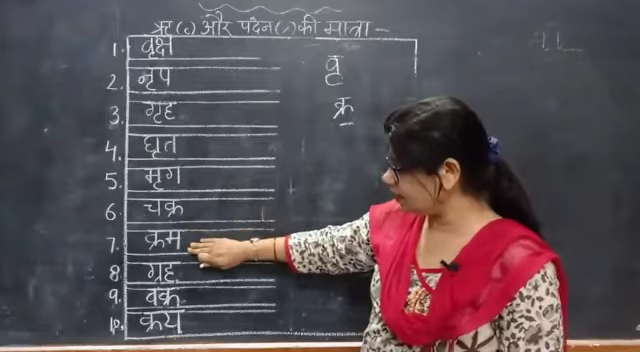 ऋ (ृ) और पदेन (्र) की मात्रा –
1. वृक्ष
2. नृप
3. गृह
4. घृत
5. मृग
6. चक्र
7. क्रम
8. ग्रह
9. वक्र
10. क्रय
वृ
क्र